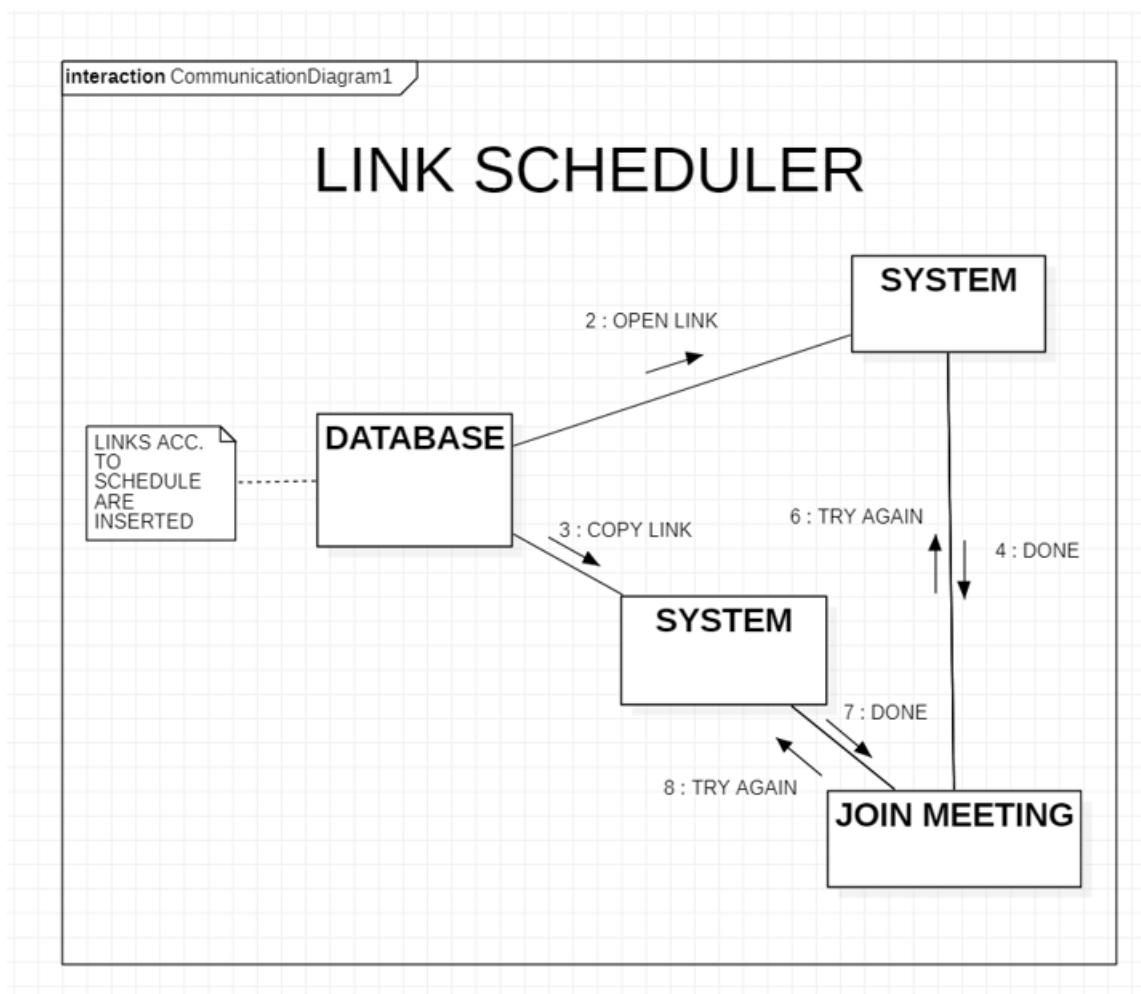 interaction CommunicationDiagram1
LINK SCHEDULER
SYSTEM
2 : OPEN LINK
DATABASE
LINKS ACC.
TO
SCHEDULE
ARE
INSERTED
3 : COPY LINK
6 : TRY AGAIN
4 : DONE
SYSTEM
7 : DONE
8 : TRY AGAIN
JOIN MEETING